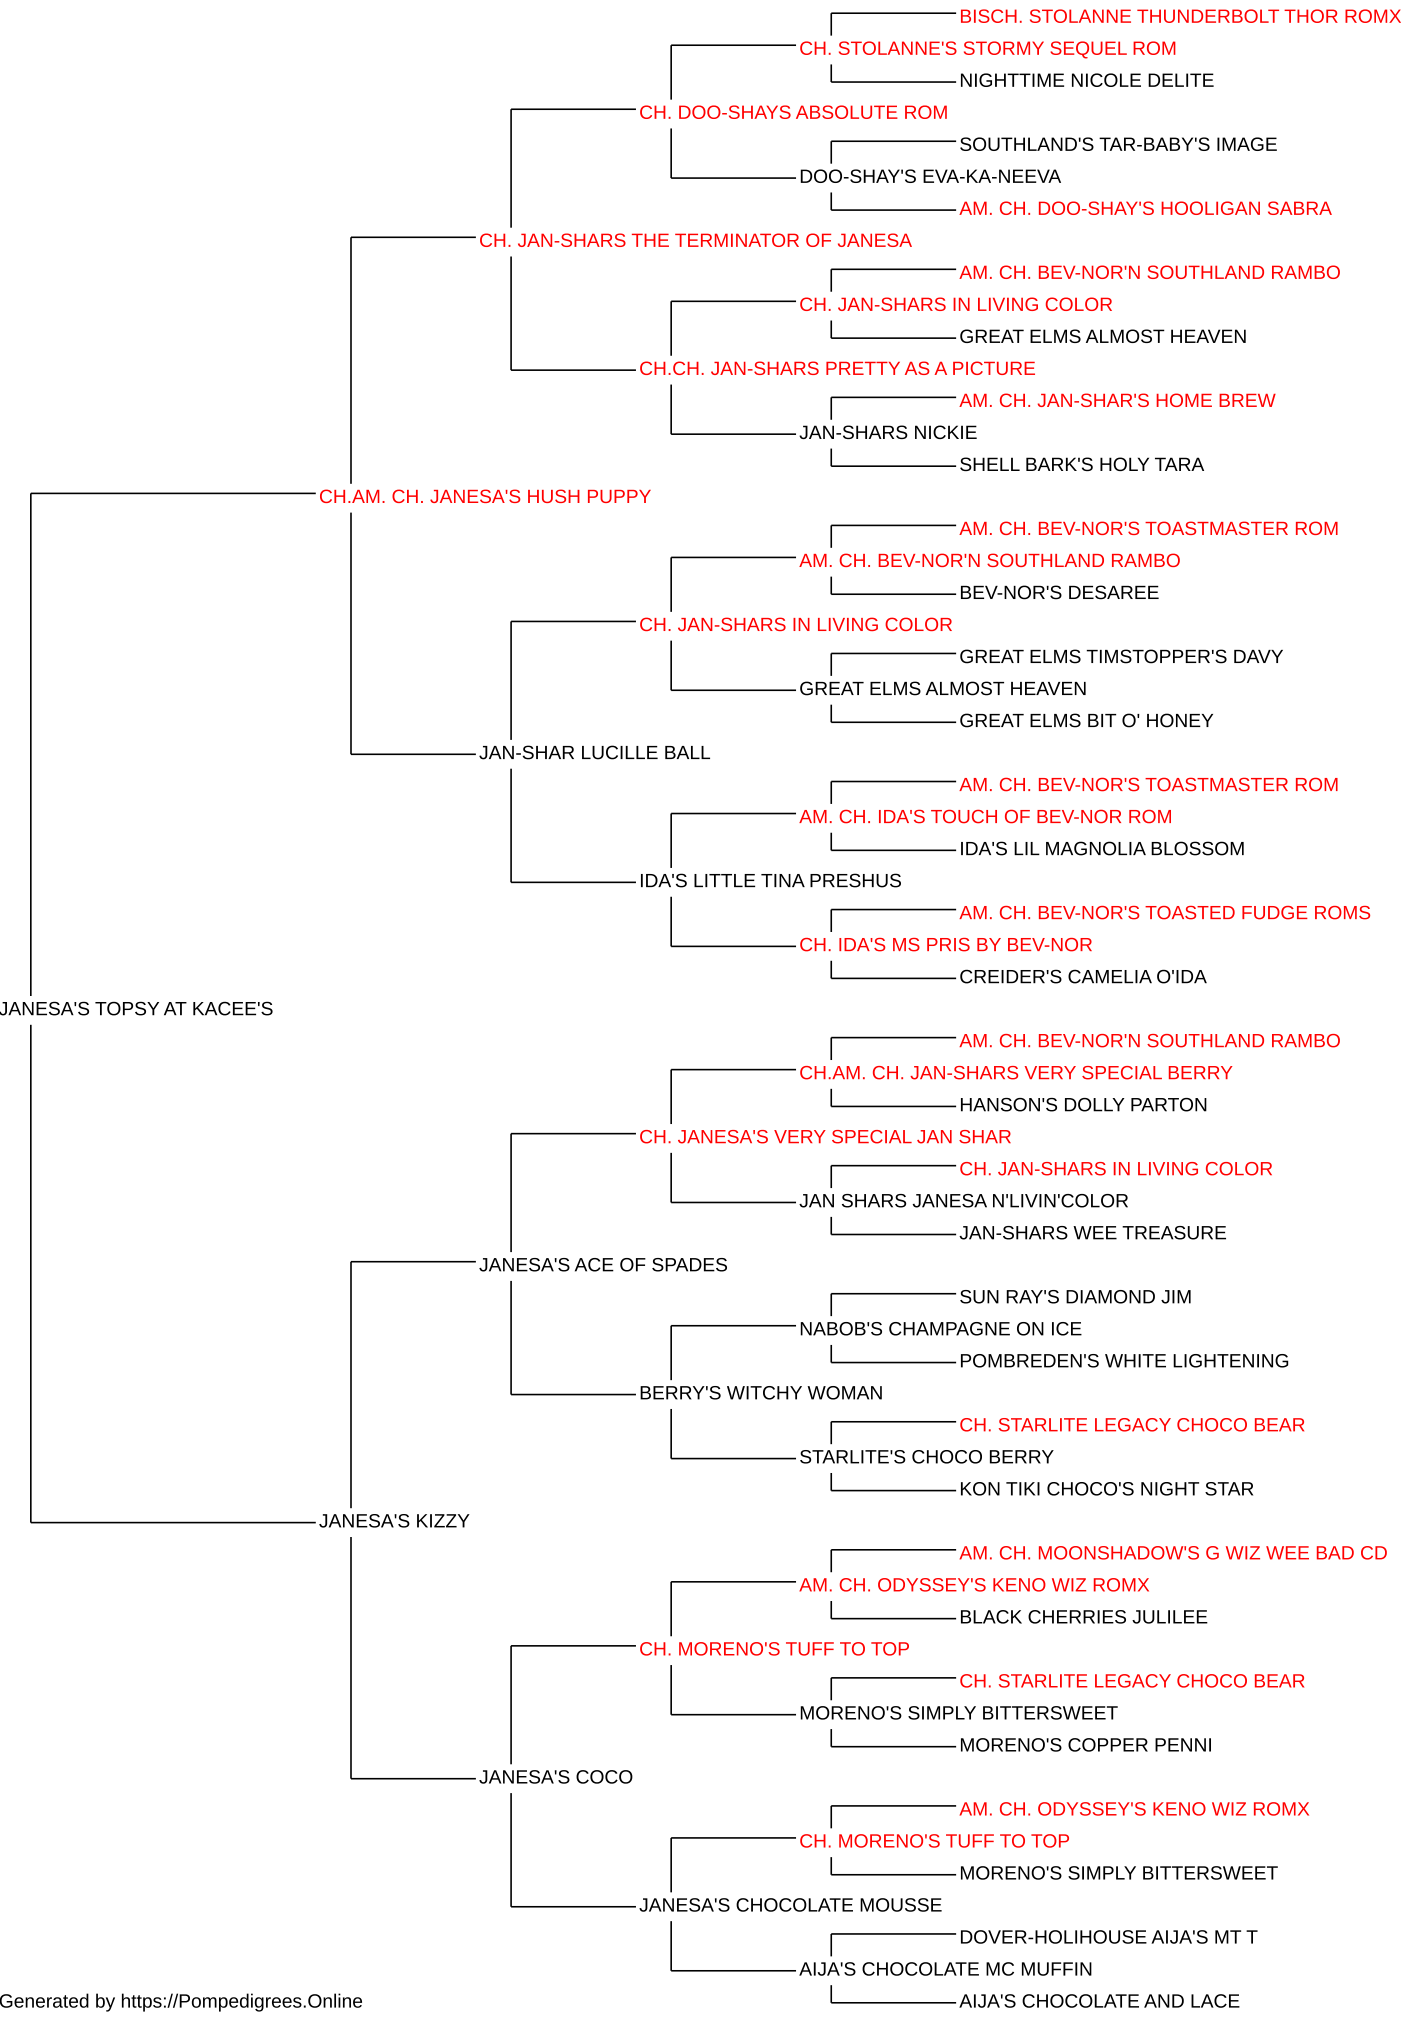 BISCH. STOLANNE THUNDERBOLT THOR ROMX
CH. STOLANNE'S STORMY SEQUEL ROM
NIGHTTIME NICOLE DELITE
CH. DOO-SHAYS ABSOLUTE ROM
SOUTHLAND'S TAR-BABY'S IMAGE
DOO-SHAY'S EVA-KA-NEEVA
AM. CH. DOO-SHAY'S HOOLIGAN SABRA
CH. JAN-SHARS THE TERMINATOR OF JANESA
AM. CH. BEV-NOR'N SOUTHLAND RAMBO
CH. JAN-SHARS IN LIVING COLOR
GREAT ELMS ALMOST HEAVEN
CH.CH. JAN-SHARS PRETTY AS A PICTURE
AM. CH. JAN-SHAR'S HOME BREW
JAN-SHARS NICKIE
SHELL BARK'S HOLY TARA
CH.AM. CH. JANESA'S HUSH PUPPY
AM. CH. BEV-NOR'S TOASTMASTER ROM
AM. CH. BEV-NOR'N SOUTHLAND RAMBO
BEV-NOR'S DESAREE
CH. JAN-SHARS IN LIVING COLOR
GREAT ELMS TIMSTOPPER'S DAVY
GREAT ELMS ALMOST HEAVEN
GREAT ELMS BIT O' HONEY
JAN-SHAR LUCILLE BALL
AM. CH. BEV-NOR'S TOASTMASTER ROM
AM. CH. IDA'S TOUCH OF BEV-NOR ROM
IDA'S LIL MAGNOLIA BLOSSOM
IDA'S LITTLE TINA PRESHUS
AM. CH. BEV-NOR'S TOASTED FUDGE ROMS
CH. IDA'S MS PRIS BY BEV-NOR
CREIDER'S CAMELIA O'IDA
JANESA'S TOPSY AT KACEE'S
AM. CH. BEV-NOR'N SOUTHLAND RAMBO
CH.AM. CH. JAN-SHARS VERY SPECIAL BERRY
HANSON'S DOLLY PARTON
CH. JANESA'S VERY SPECIAL JAN SHAR
CH. JAN-SHARS IN LIVING COLOR
JAN SHARS JANESA N'LIVIN'COLOR
JAN-SHARS WEE TREASURE
JANESA'S ACE OF SPADES
SUN RAY'S DIAMOND JIM
NABOB'S CHAMPAGNE ON ICE
POMBREDEN'S WHITE LIGHTENING
BERRY'S WITCHY WOMAN
CH. STARLITE LEGACY CHOCO BEAR
STARLITE'S CHOCO BERRY
KON TIKI CHOCO'S NIGHT STAR
JANESA'S KIZZY
AM. CH. MOONSHADOW'S G WIZ WEE BAD CD
AM. CH. ODYSSEY'S KENO WIZ ROMX
BLACK CHERRIES JULILEE
CH. MORENO'S TUFF TO TOP
CH. STARLITE LEGACY CHOCO BEAR
MORENO'S SIMPLY BITTERSWEET
MORENO'S COPPER PENNI
JANESA'S COCO
AM. CH. ODYSSEY'S KENO WIZ ROMX
CH. MORENO'S TUFF TO TOP
MORENO'S SIMPLY BITTERSWEET
JANESA'S CHOCOLATE MOUSSE
DOVER-HOLIHOUSE AIJA'S MT T
AIJA'S CHOCOLATE MC MUFFIN
AIJA'S CHOCOLATE AND LACE
Generated by https://Pompedigrees.Online